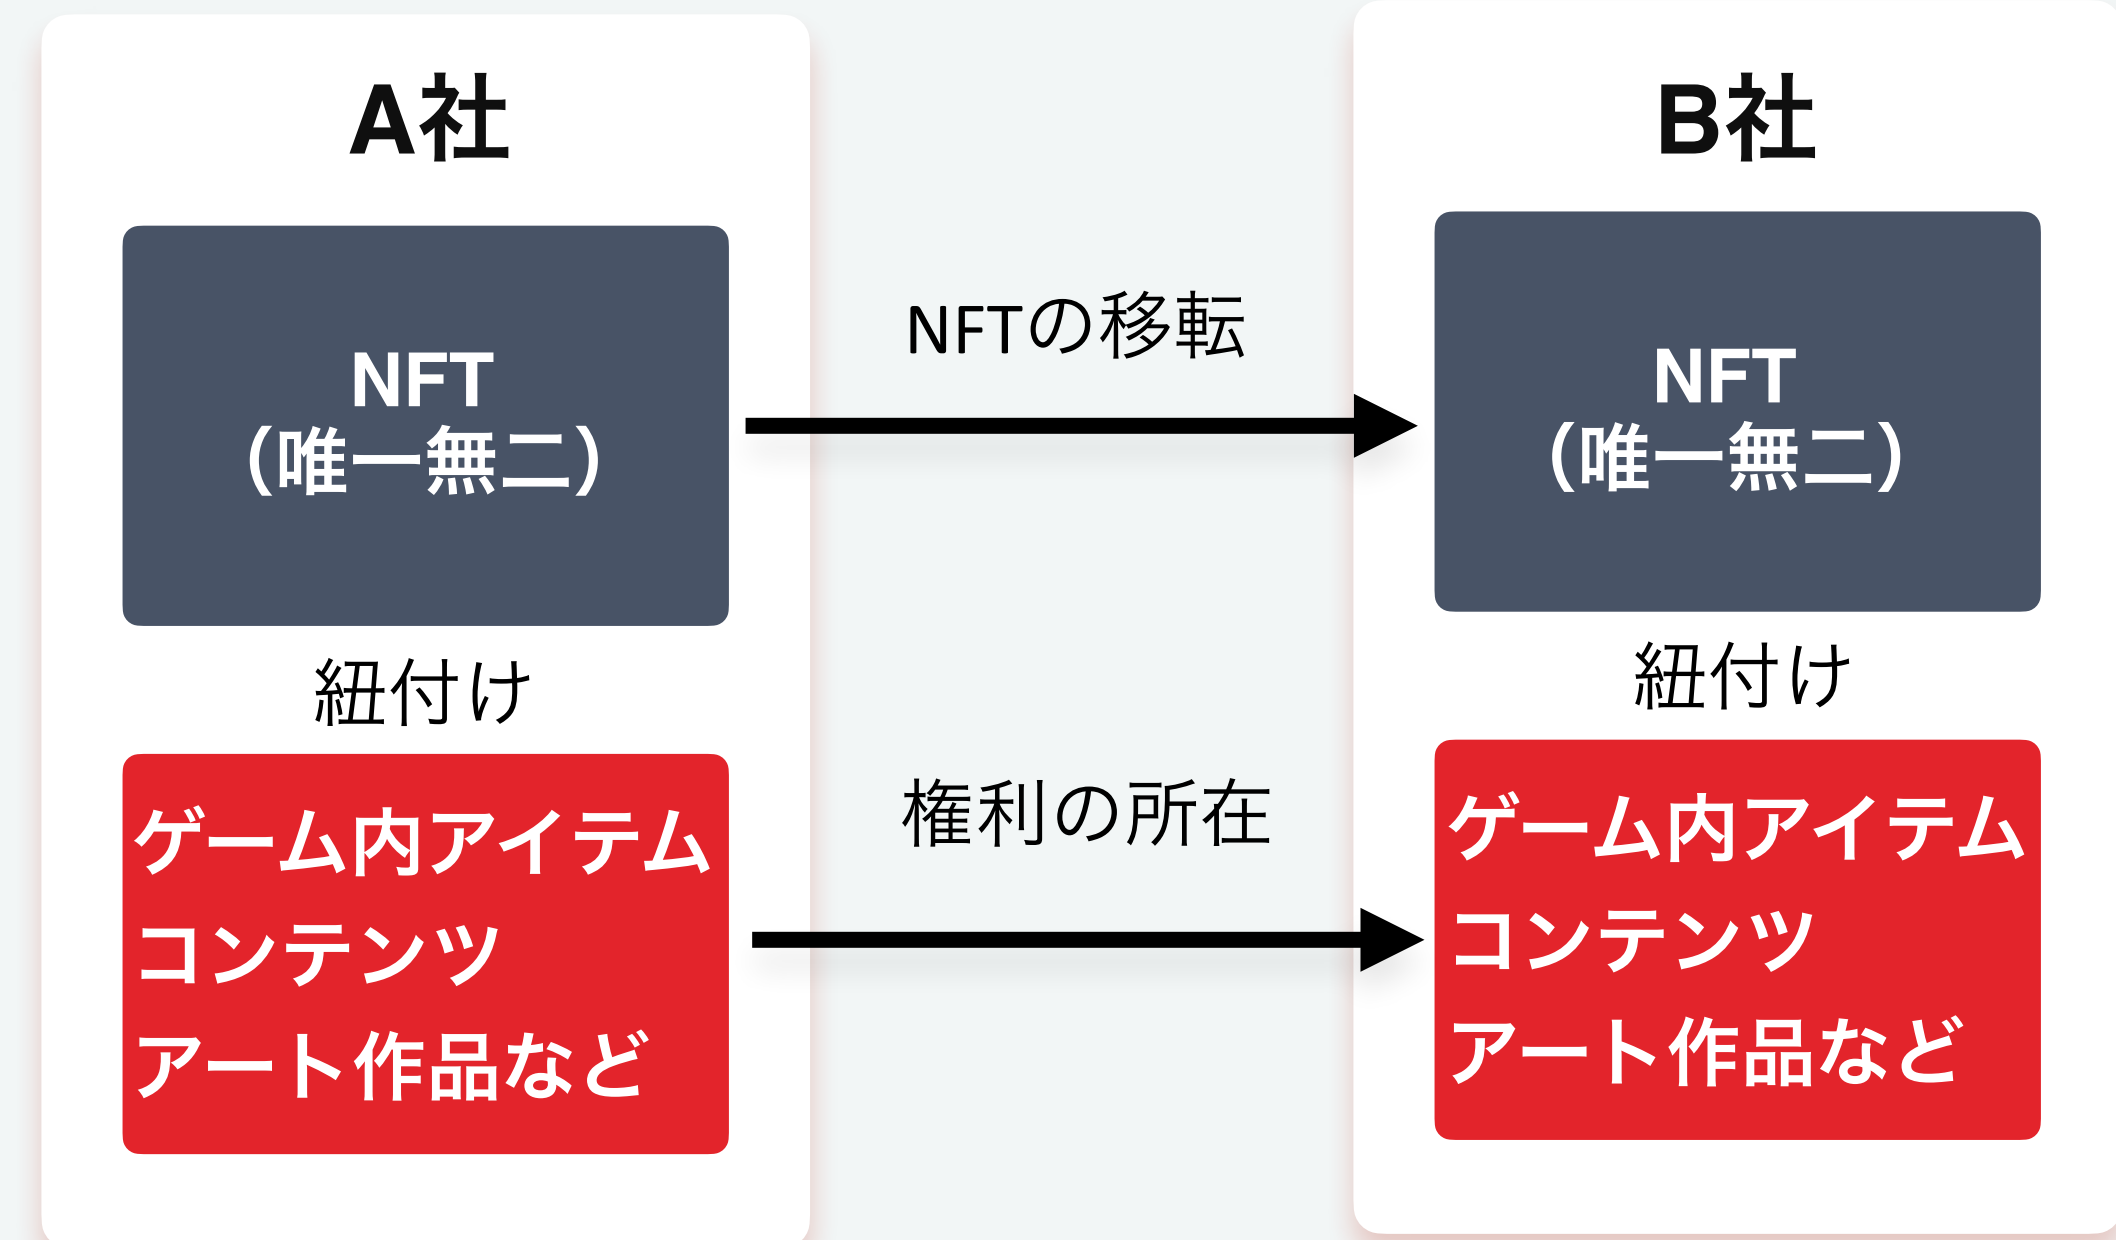 A社
NFT
（唯一無二）
紐付け
ゲーム内アイテム
コンテンツ
アート作品など
NFTの移転
権利の所在
B社
NFT
（唯一無二）
紐付け
ゲーム内アイテム
コンテンツ
アート作品など